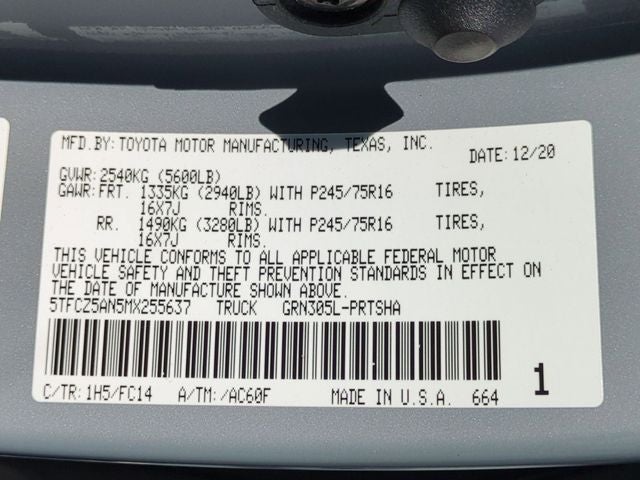 MFD.BY:TOYOTA MOTOR MANUFACTURING, TEXAS, INC. DATE:12/20
GVWR:2540KG (5600LB)
GAWR:FRT. 1335KG (2940LB) WITH P245/75R16 TIRES,
16X7J RIMS.
RR. 1490KG (3280LB) WITH P245/75R16 TIRES,
16X7J RIMS.
THIS VEHICLE CONFORMS TO ALL APPLICABLE FEDERAL MOTOR
VEHICLE SAFETY AND THEFT PREVENTION STANDARDS IN EFFECT ON
THE DATE OF MANUFACTURE SHOWN ABOVE.
5TFCZ5AN5MX255637 TRUCK GRN305L-PRTSHA
C/TR:1H5/FC14 A/TM:/AC60F MADE IN U.S.A. 664 1